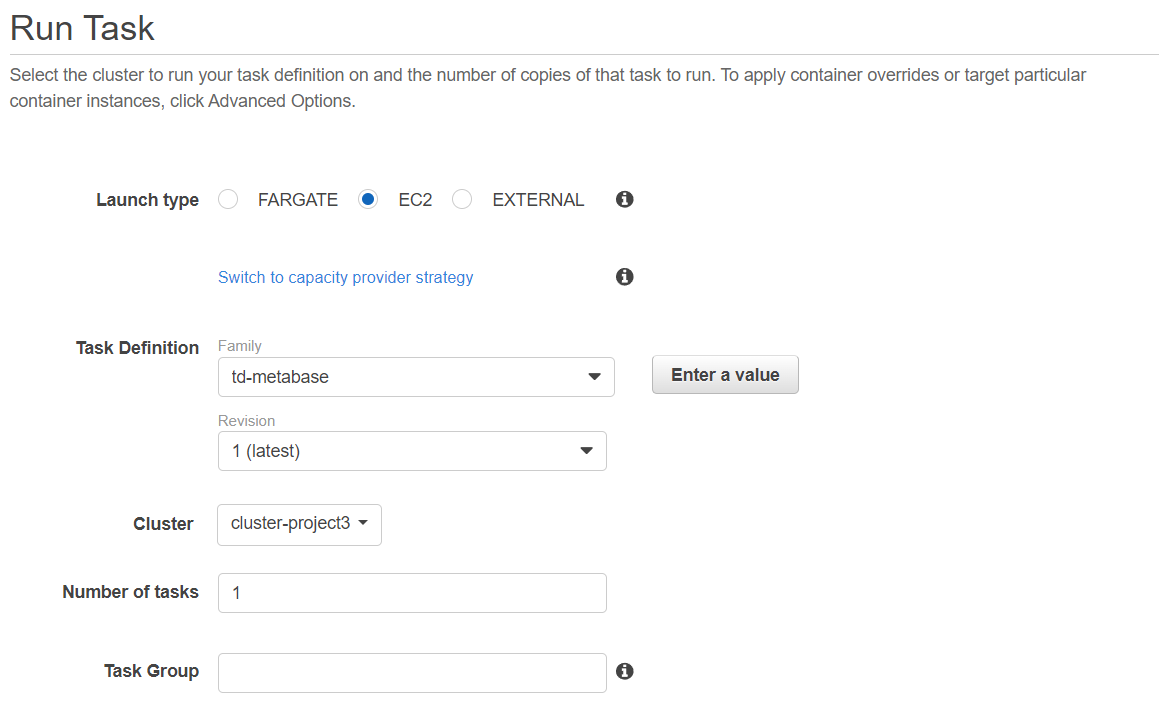 Run Task
Select the cluster to run your task definition on and the number of copies of that task to run. To apply container overrides or target particular
container instances, click Advanced Options.
Launch type FARGATE EC2 EXTERNAL
Switch to capacity provider strategy
Task Definition Family
td-metabase Enter a value
Revision
1 (latest)
Cluster cluster-project3
Number of tasks 1
Task Group